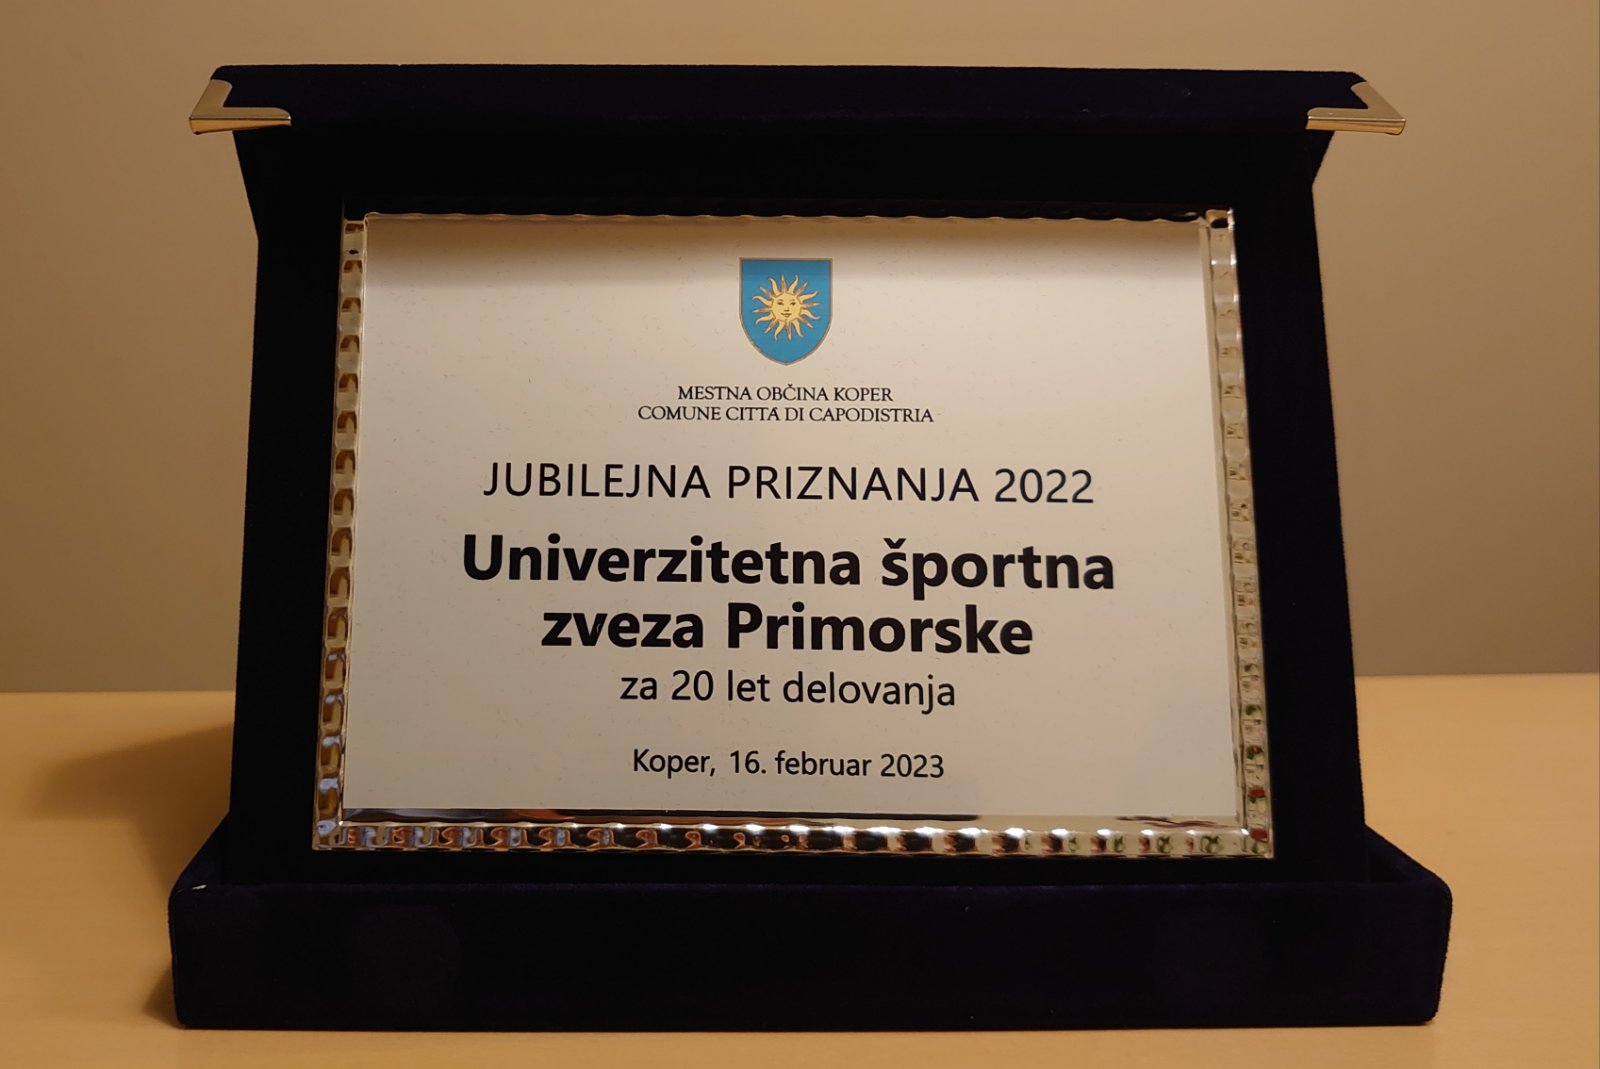 MESTNA OBČINA KOPER
COMUNE CITTÀ DI CAPODISTRIA
JUBILEJNA PRIZNANJA 2022
Univerzitetna športna
zveza Primorske
za 20 let delovanja
Koper, 16. februar 2023